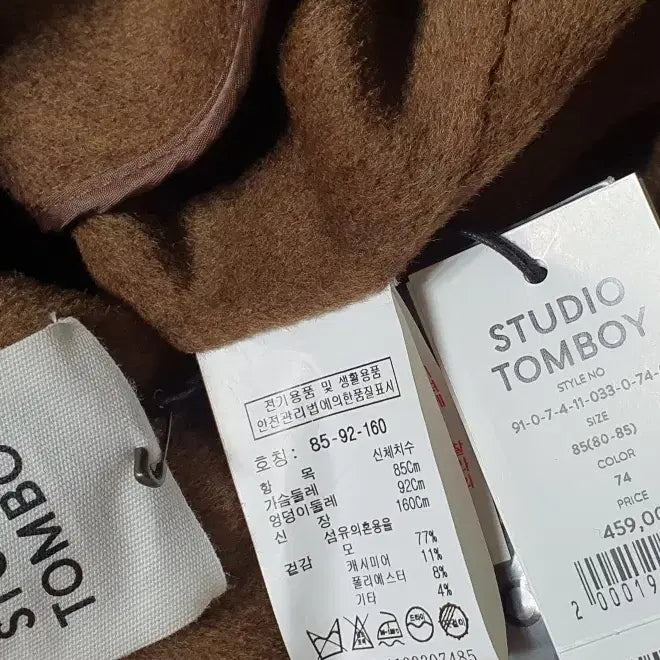 전기용품 및 생활용품
안전관리법에의한품질표시
호칭: 85-92-160
항 목 신체치수
가슴둘레 85Cm
엉덩이둘레 92Cm
신 장 160Cm
섬유의혼용율
겉감 모 77%
캐시미어 11%
폴리에스터 8%
기타 4%
STUDIO
TOMBOY
STYLE NO
91-0-7-4-11-033-0-74-
SIZE
85(80-85)
COLOR
74
PRICE
459,00
2 00019
TOMBO